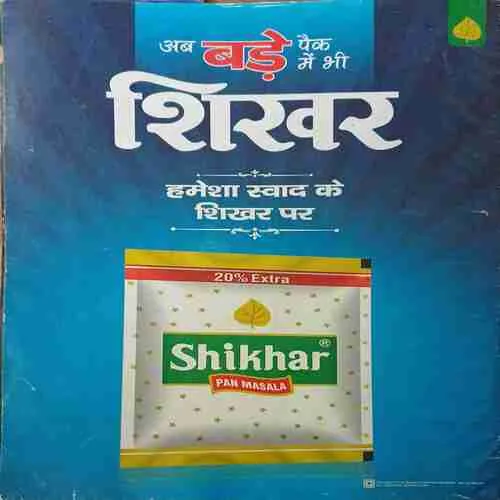 अब बड़े पैक में भी
शिखर
हमेशा स्वाद के
शिखर पर
20% Extra
Shikhar®
PAN MASALA